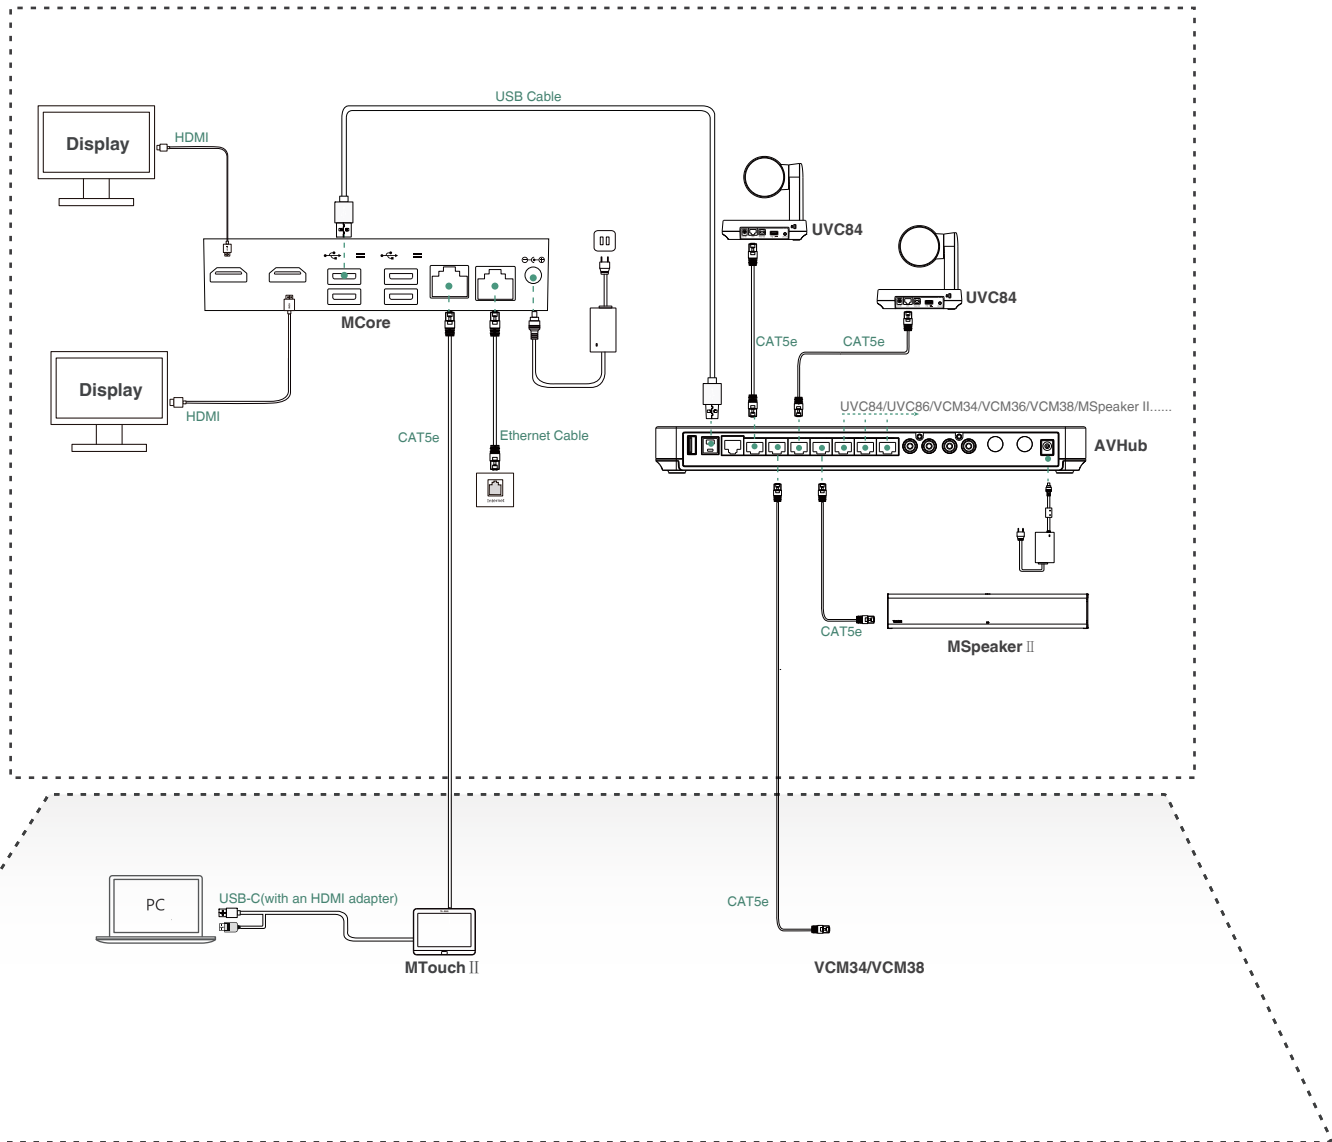 USB Cable
Display
HDMI
UVC84
UVC84
MCore
CAT5e
CAT5e
Display
HDMI
UVC84/UVC86/VCM34/VCM36/VCM38/MSpeaker II......
CAT5e
Ethernet Cable
AVHub
Internet
CAT5e
MSpeaker Ⅱ
PC
USB-C(with an HDMI adapter)
CAT5e
MTouch Ⅱ
VCM34/VCM38